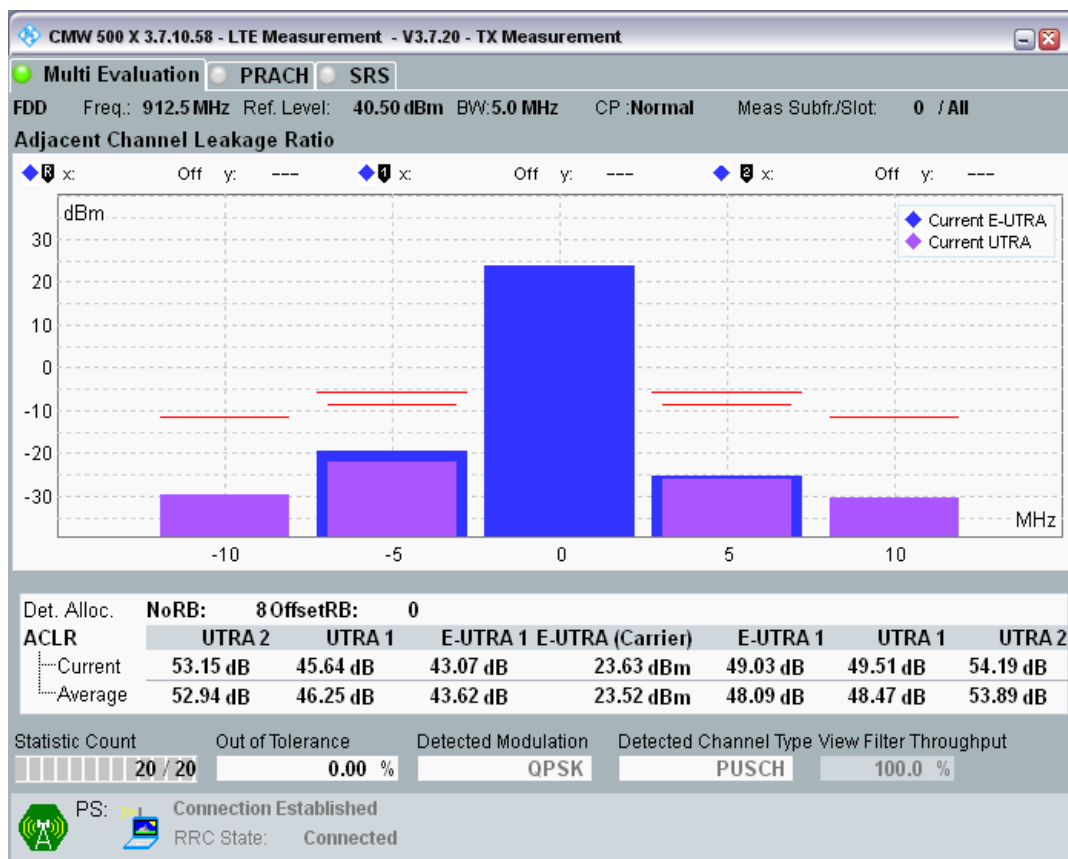 CMW 500 X 3.7.10.58 - LTE Measurement - V3.7.20 - TX Measurement
Multi Evaluation PRACH SRS
FDD Freq.: 912.5 MHz Ref. Level: 40.50 dBm BW:5.0 MHz CP :Normal Meas Subfr./Slot: 0 / All
Adjacent Channel Leakage Ratio
R x: Off y: --- 1 x: Off y: --- 2 x: Off y: ---
dBm
Current E-UTRA
Current UTRA
30
20
10
0
-10
-20
-30
MHz
-10 -5 0 5 10
Det. Alloc. NoRB: 8 OffsetRB: 0
ACLR UTRA 2 UTRA 1 E-UTRA 1 E-UTRA (Carrier) E-UTRA 1 UTRA 1 UTRA 2
Current 53.15 dB 45.64 dB 43.07 dB 23.63 dBm 49.03 dB 49.51 dB 54.19 dB
Average 52.94 dB 46.25 dB 43.62 dB 23.52 dBm 48.09 dB 48.47 dB 53.89 dB
Statistic Count Out of Tolerance Detected Modulation Detected Channel Type View Filter Throughput
20 / 20 0.00 % QPSK PUSCH 100.0 %
PS: Connection Established
RRC State: Connected